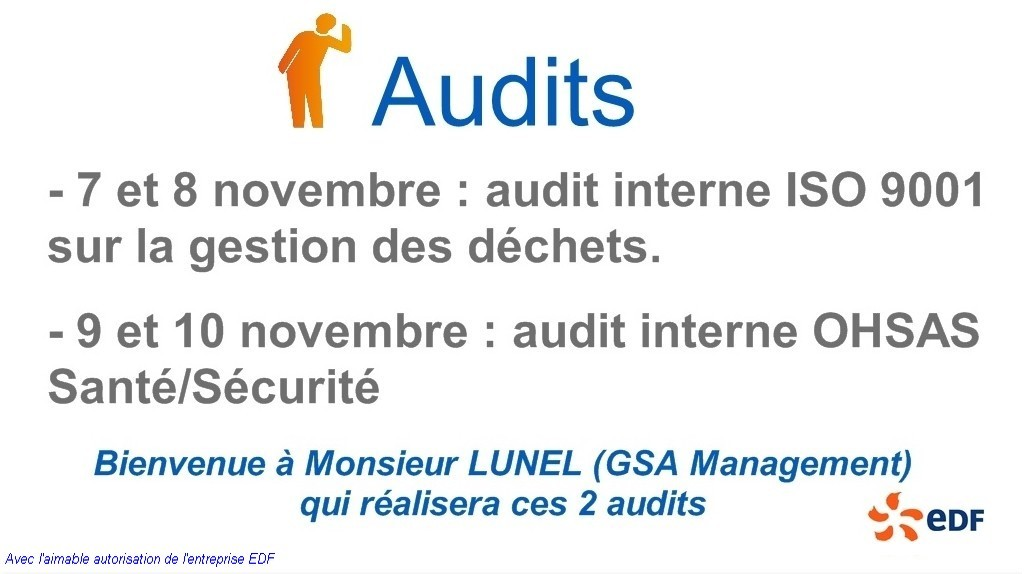 Audits
- 7 et 8 novembre : audit interne ISO 9001
sur la gestion des déchets.
- 9 et 10 novembre : audit interne OHSAS
Santé/Sécurité
Bienvenue à Monsieur LUNEL (GSA Management)
qui réalisera ces 2 audits
eDF
Avec l'aimable autorisation de l'entreprise EDF